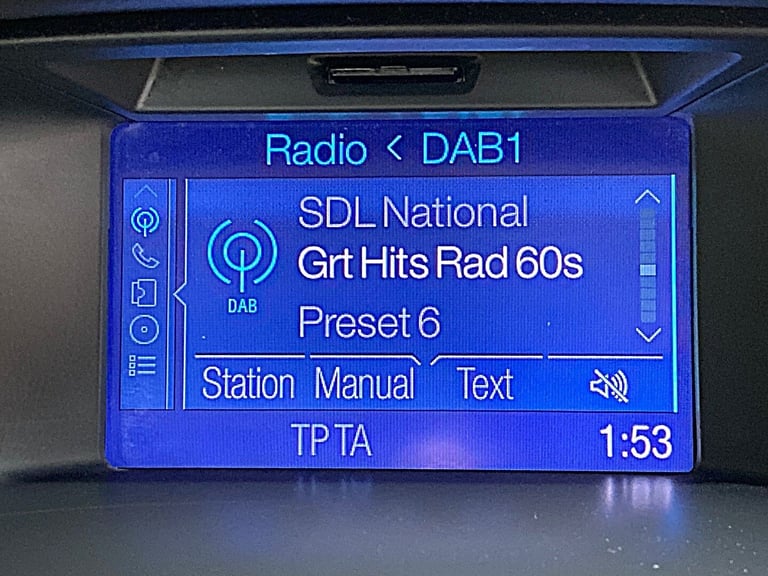 Radio < DAB1
SDL National
Grt Hits Rad 60s
DAB
Preset 6
Station Manual Text
TP TA 1:53